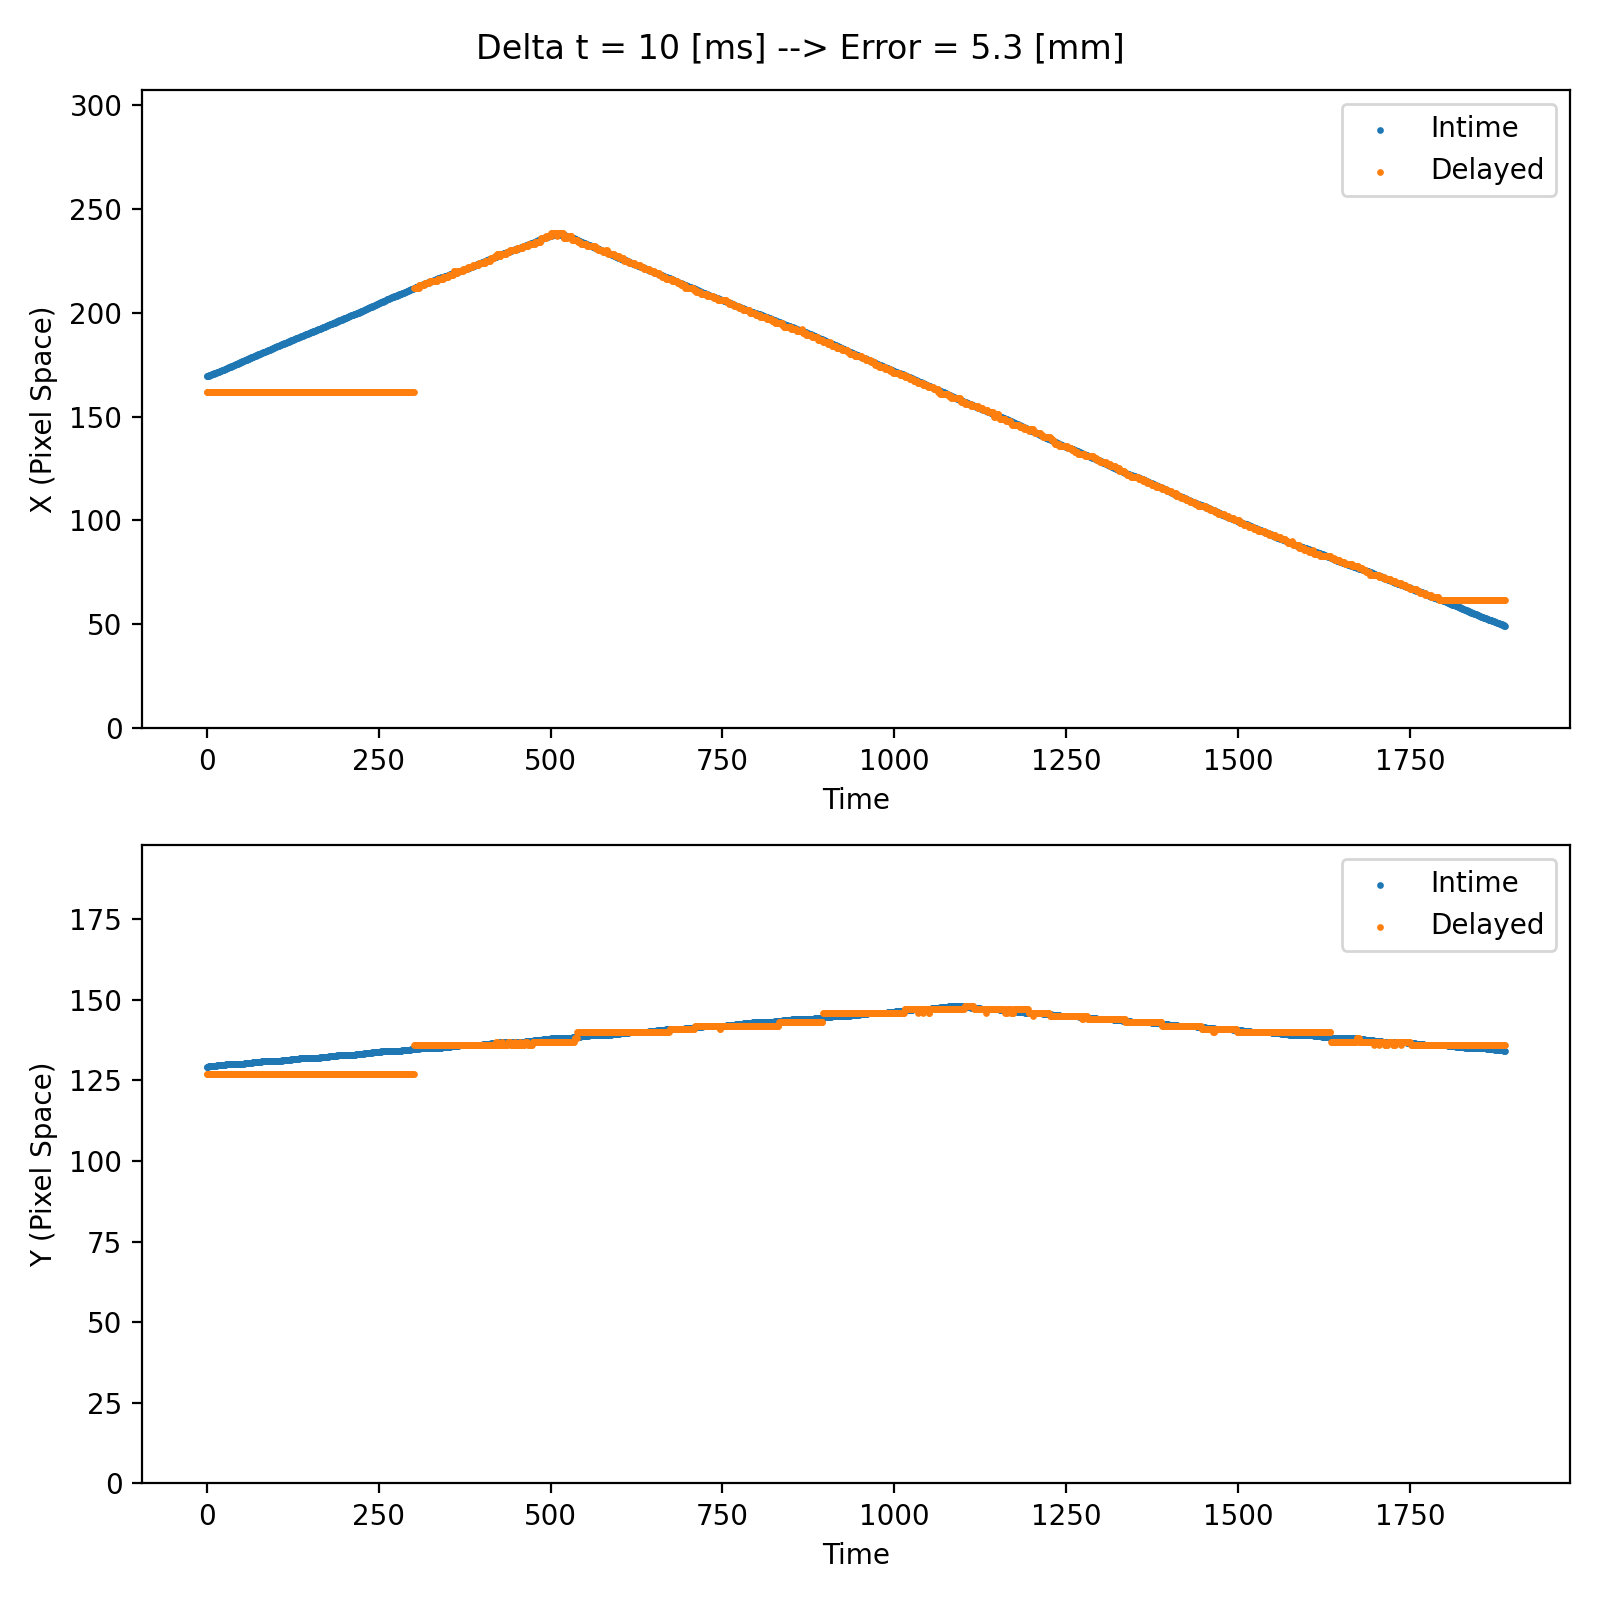 Delta t = 10 [ms] --> Error = 5.3 [mm]
300
250
200
150
100
50
0
X (Pixel Space)
Intime
Delayed
0 250 500 750 1000 1250 1500 1750
Time
175
150
125
100
75
50
25
0
Y (Pixel Space)
Intime
Delayed
0 250 500 750 1000 1250 1500 1750
Time